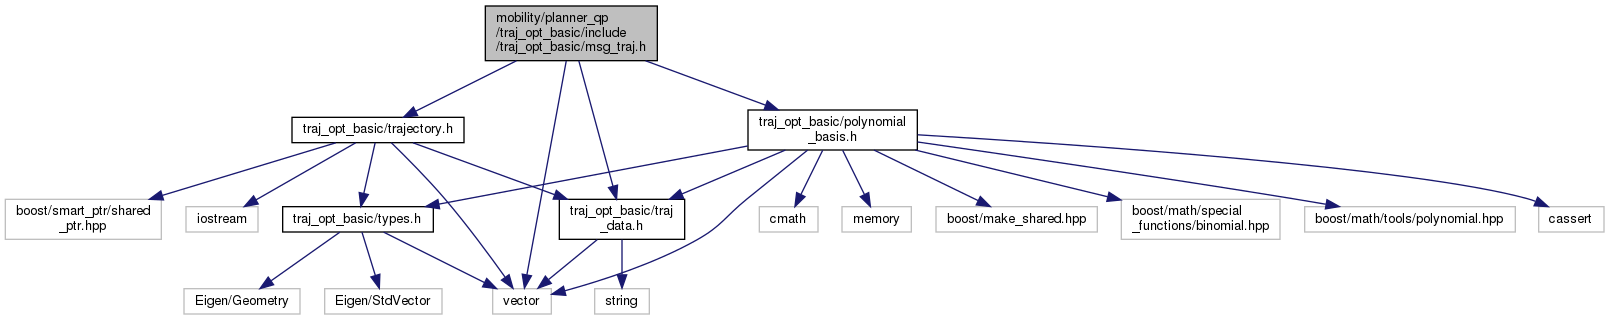 mobility/planner_qp
/traj_opt_basic/include
/traj_opt_basic/msg_traj.h
traj_opt_basic/trajectory.h
traj_opt_basic/polynomial
_basis.h
boost/smart_ptr/shared
_ptr.hpp
iostream
traj_opt_basic/types.h
traj_opt_basic/traj
_data.h
cmath
memory
boost/make_shared.hpp
boost/math/special
_functions/binomial.hpp
boost/math/tools/polynomial.hpp
cassert
Eigen/Geometry
Eigen/StdVector
vector
string